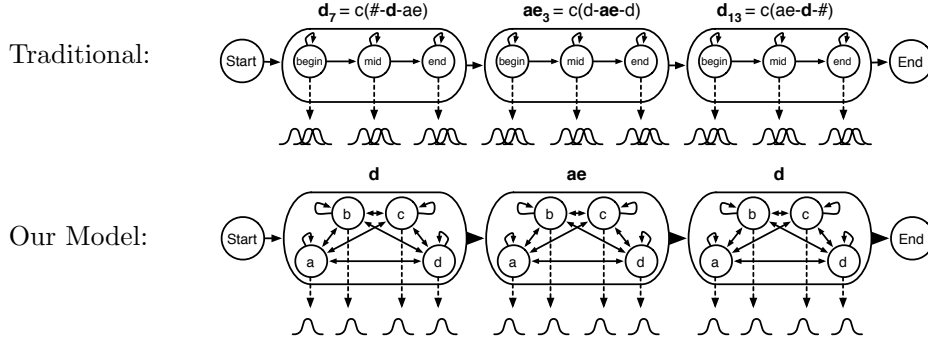 d₇ = c(#-d-ae) ae₃ = c(d-ae-d) d₁₃ = c(ae-d-#)
Traditional: Start begin mid end begin mid end begin mid end End
d ae d
b c b c b c
Our Model: Start End
a d a d a d